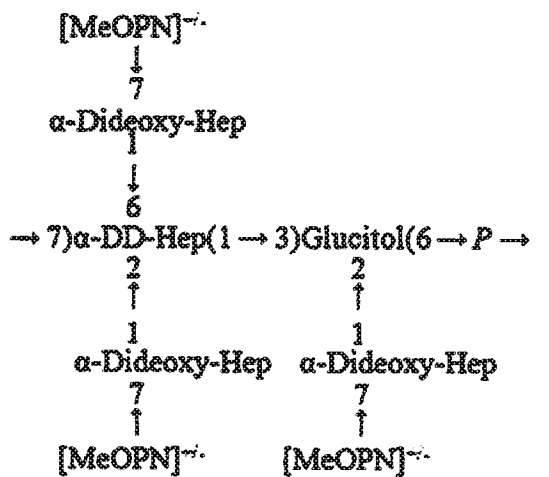 [MeOPN]⁻ᐟ·
↓
7
α-Dideoxy-Hep
1
↓
6
→ 7)α-DD-Hep(1 → 3)Glucitol(6 → P →
2 2
↑ ↑
1 1
α-Dideoxy-Hep α-Dideoxy-Hep
7 7
↑ ↑
[MeOPN]⁻ᐟ· [MeOPN]⁻ᐟ·